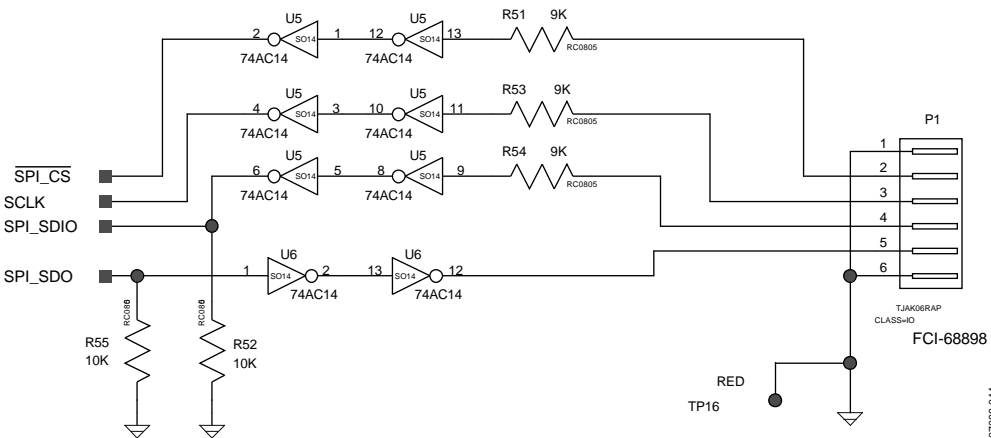 U5 U5 R51 9K
2 SO14 1 12 SO14 13 RC0805
74AC14 74AC14
U5 U5 R53 9K
4 SO14 3 10 SO14 11 RC0805
74AC14 74AC14
U5 U5 R54 9K
6 SO14 5 8 SO14 9 RC0805
74AC14 74AC14
P1
1
2
3
4
5
6
SPI_CS
SCLK
SPI_SDIO
SPI_SDO
U6 U6
1 SO14 2 13 SO14 12
74AC14 74AC14
R55
10K
R52
10K
TJAK06RAP
CLASS=IO
FCI-68898
RED
TP16